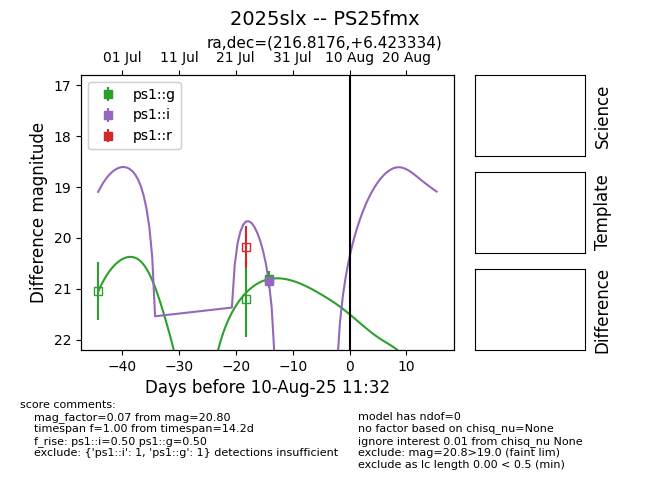 2025slx -- PS25fmx
ra,dec=(216.8176,+6.423334)
01 Jul 11 Jul 21 Jul 31 Jul 10 Aug 20 Aug
ps1::g
ps1::i
ps1::r
17
18
19
20
21
22
Difference magnitude
−40 −30 −20 −10 0 10
Days before 10-Aug-25 11:32
Science
Template
Difference
score comments:
mag_factor=0.07 from mag=20.80
timespan f=1.00 from timespan=14.2d
f_rise: ps1::i=0.50 ps1::g=0.50
exclude: {'ps1::i': 1, 'ps1::g': 1} detections insufficient
model has ndof=0
no factor based on chisq_nu=None
ignore interest 0.01 from chisq_nu None
exclude: mag=20.8>19.0 (faint lim)
exclude as lc length 0.00 < 0.5 (min)